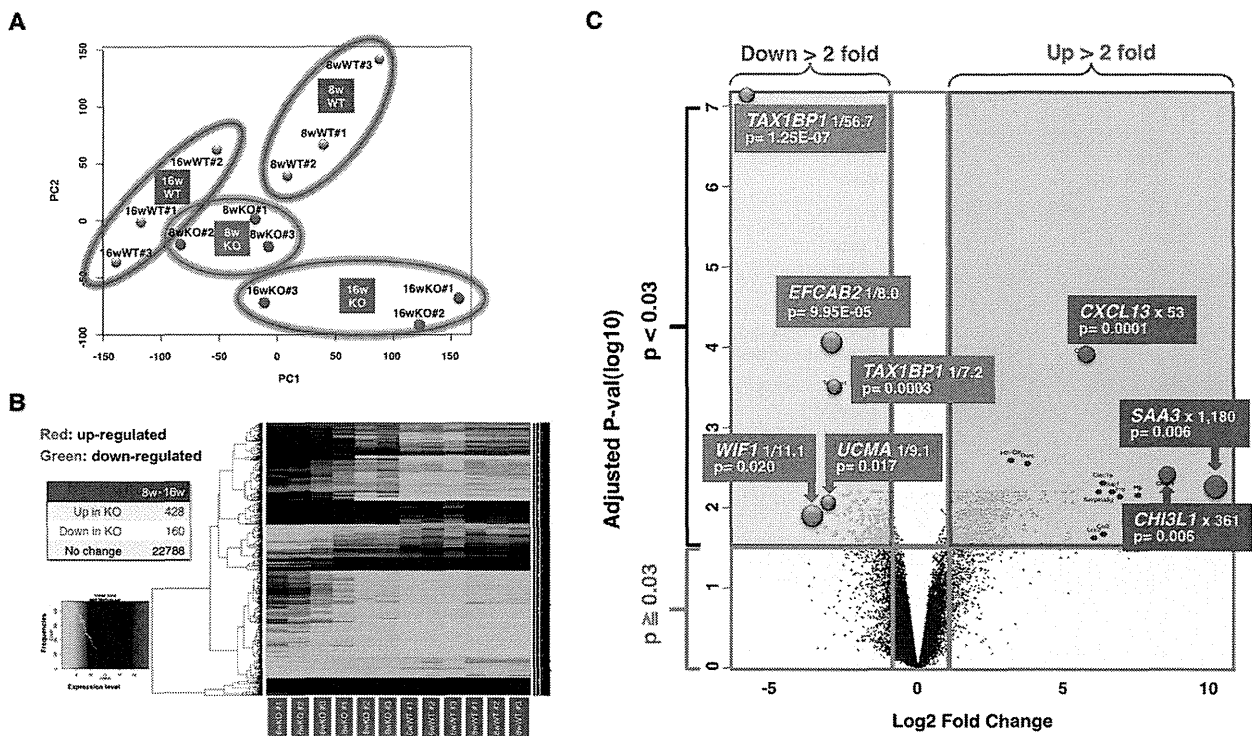 A
150
100
50
0
-50
-100
PC2
-150
-100
-50
0
50
100
150
PC1
8wWT#3
8w
WT
8wWT#1
8wWT#2
16wWT#2
16w
WT
16wWT#1
16wWT#3
8wKO#1
8wKO#2
8w
KO
8wKO#3
16wKO#3
16w
KO
16wKO#1
16wKO#2
B
Red: up-regulated
Green: down-regulated
8w-16w
Up in KO 428
Down in KO 160
No change 22788
Frequencies
Expression level
C
Down > 2 fold
Up > 2 fold
Adjusted P-val(log10)
p < 0.03
p ≧ 0.03
7
6
5
4
3
2
1
0
TAX1BP1 1/56.7
p= 1.25E-07
EFCAB2 1/8.0
p= 9.95E-05
TAX1BP1 1/7.2
p= 0.0003
WIF1 1/11.1
p= 0.020
UCMA 1/9.1
p= 0.017
CXCL13 x 53
p= 0.0001
SAA3 x 1,180
p= 0.006
CHI3L1 x 361
p= 0.006
-5
0
5
10
Log2 Fold Change